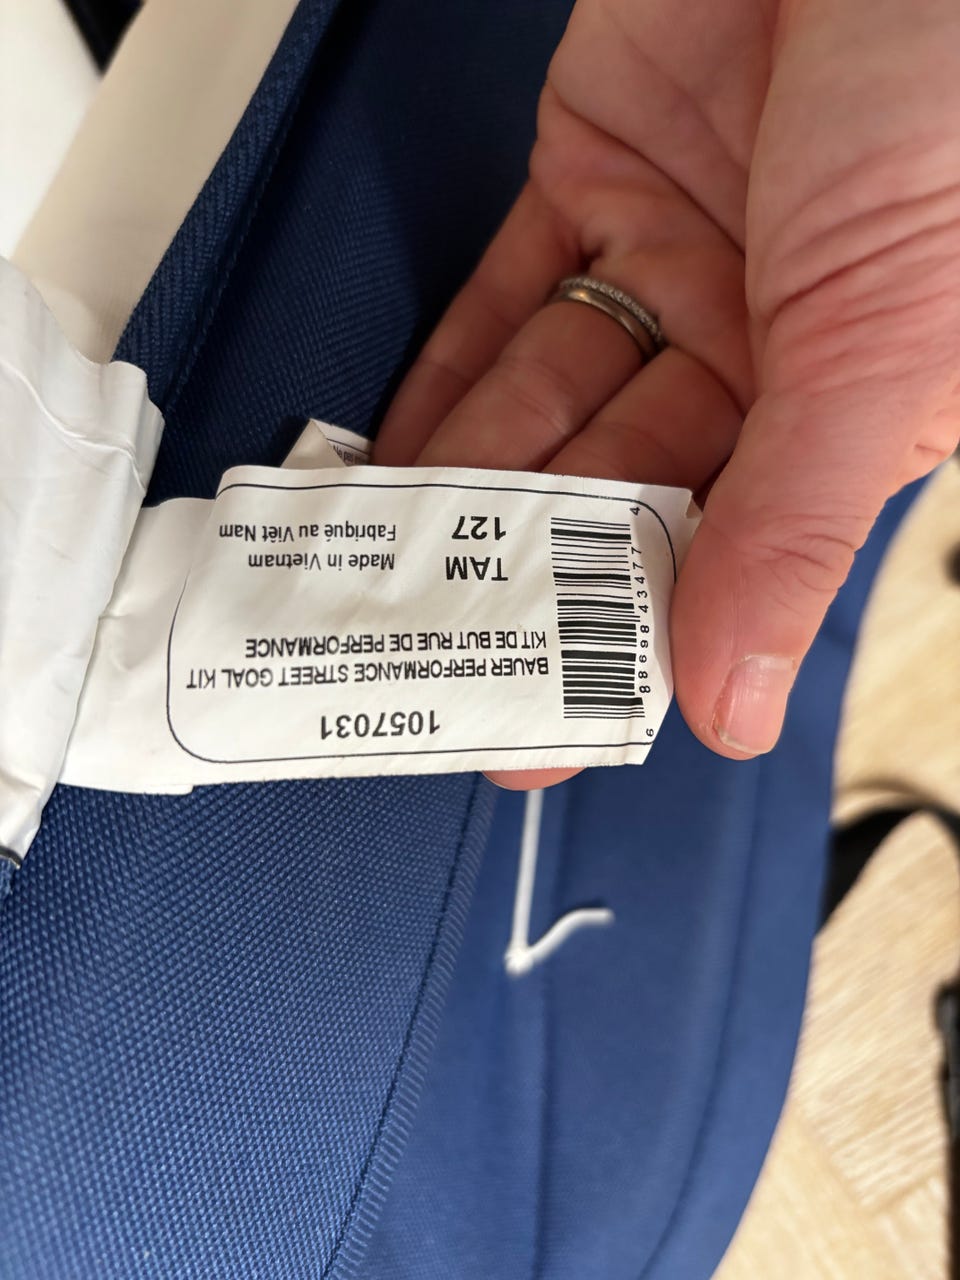 1057031
BAUER PERFORMANCE STREET GOAL KIT
KIT DE BUT RUE DE PERFORMANCE
TAM
127
Made in Vietnam
Fabriqué au Viêt Nam
6 88698 43477 4